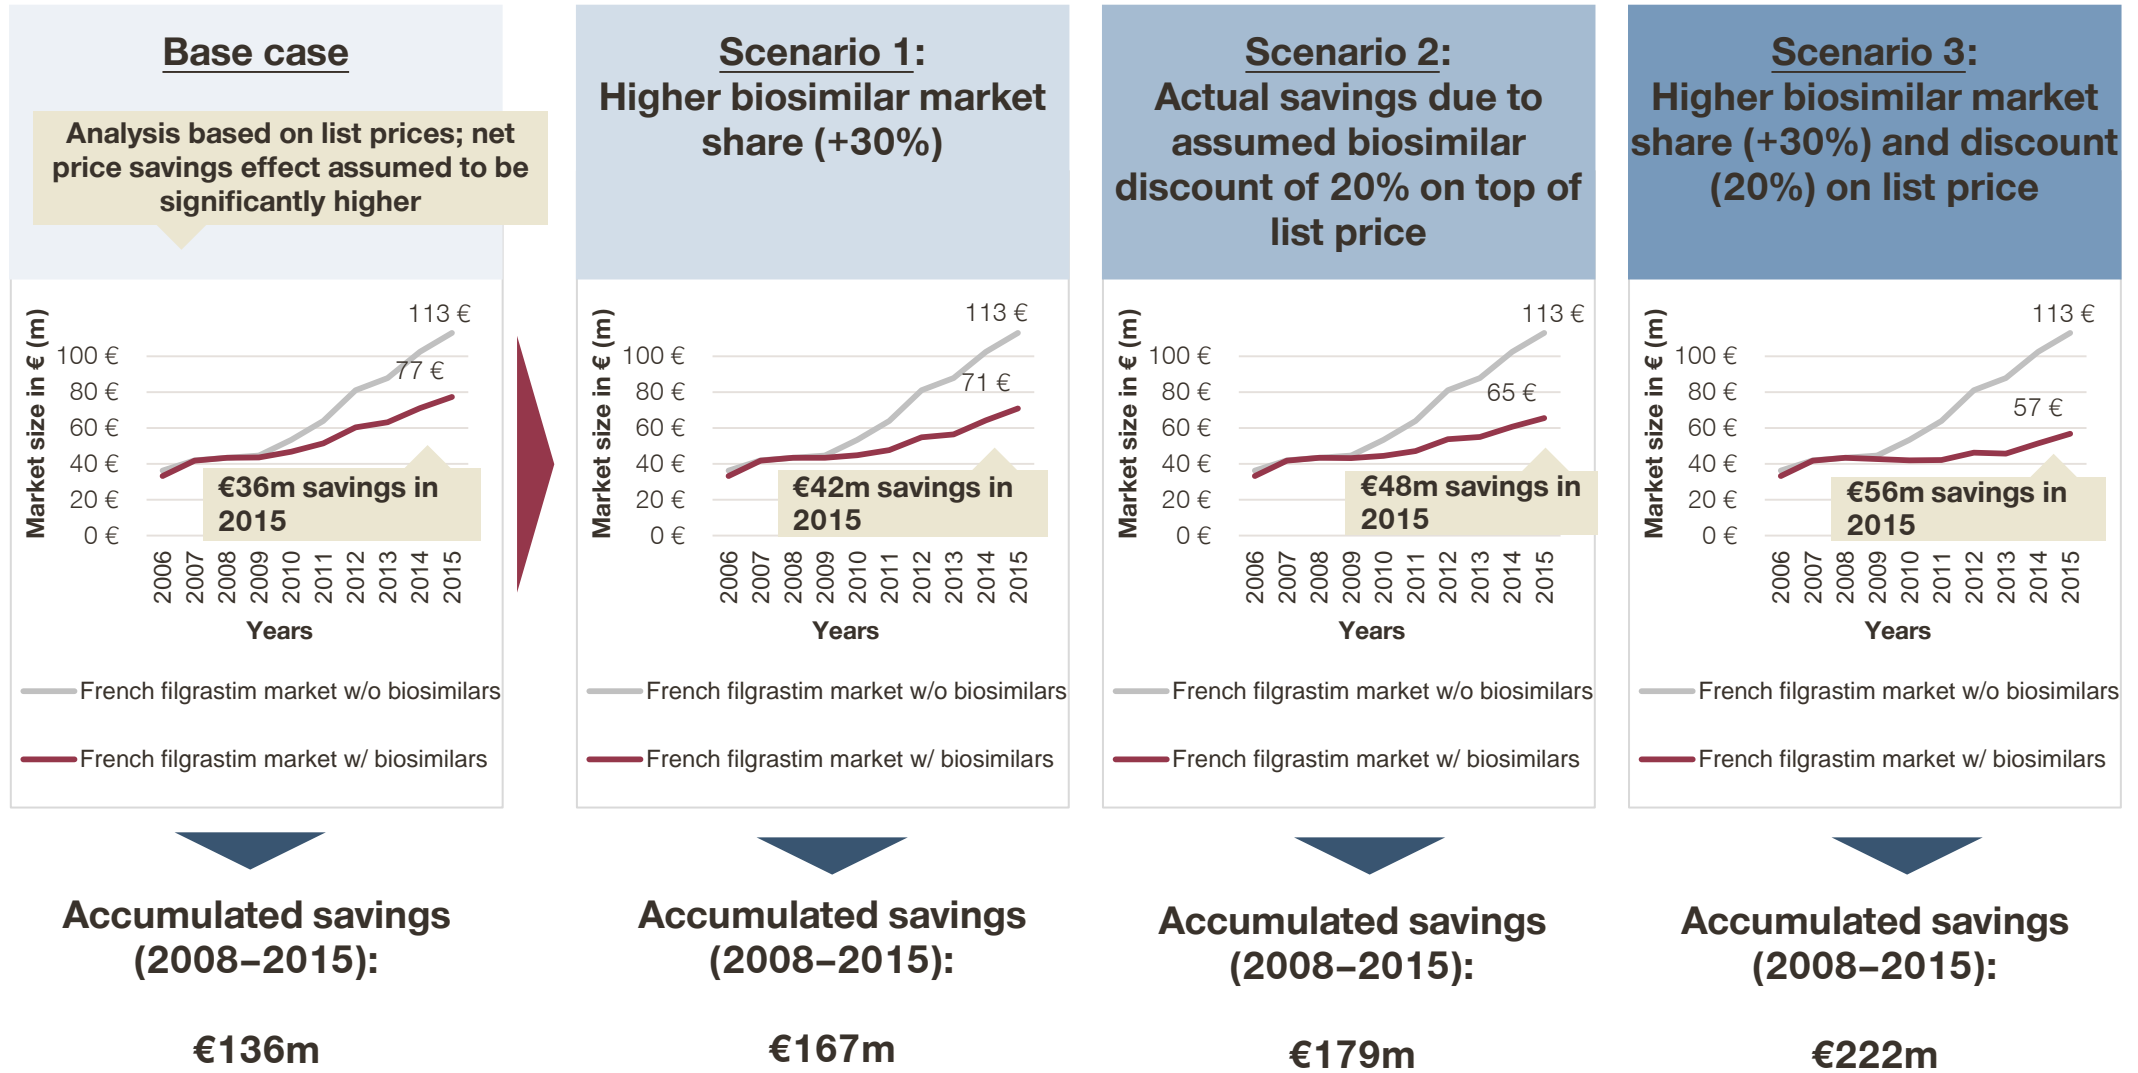 Base case
Analysis based on list prices; net
price savings effect assumed to be
significantly higher
Market size in € (m)
113 €
100 €
77 €
80 €
60 €
40 €
20 €
0 €
€36m savings in
2015
2006
2007
2008
2009
2010
2011
2012
2013
2014
2015
Years
French filgrastim market w/o biosimilars
French filgrastim market w/ biosimilars
Accumulated savings
(2008–2015):
€136m
Scenario 1:
Higher biosimilar market
share (+30%)
Market size in € (m)
113 €
100 €
71 €
80 €
60 €
40 €
20 €
0 €
€42m savings in
2015
2006
2007
2008
2009
2010
2011
2012
2013
2014
2015
Years
French filgrastim market w/o biosimilars
French filgrastim market w/ biosimilars
Accumulated savings
(2008–2015):
€167m
Scenario 2:
Actual savings due to
assumed biosimilar
discount of 20% on top of
list price
Market size in € (m)
113 €
100 €
80 €
65 €
60 €
40 €
20 €
0 €
€48m savings in
2015
2006
2007
2008
2009
2010
2011
2012
2013
2014
2015
Years
French filgrastim market w/o biosimilars
French filgrastim market w/ biosimilars
Accumulated savings
(2008–2015):
€179m
Scenario 3:
Higher biosimilar market
share (+30%) and discount
(20%) on list price
Market size in € (m)
113 €
100 €
80 €
57 €
60 €
40 €
20 €
0 €
€56m savings in
2015
2006
2007
2008
2009
2010
2011
2012
2013
2014
2015
Years
French filgrastim market w/o biosimilars
French filgrastim market w/ biosimilars
Accumulated savings
(2008–2015):
€222m